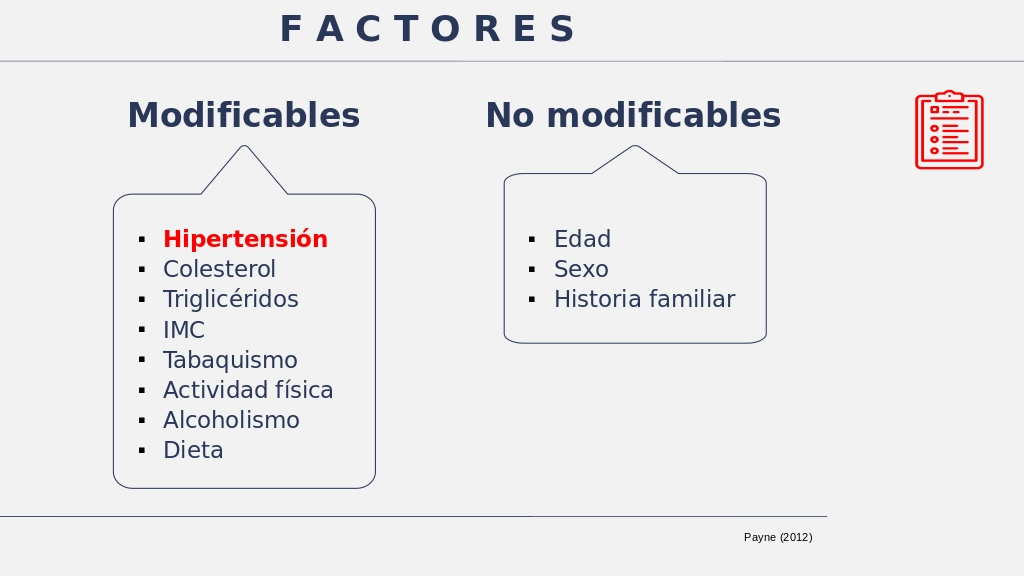 FACTORES
Modificables
▪ Hipertensión
▪ Colesterol
▪ Triglicéridos
▪ IMC
▪ Tabaquismo
▪ Actividad física
▪ Alcoholismo
▪ Dieta
No modificables
▪ Edad
▪ Sexo
▪ Historia familiar
Payne (2012)